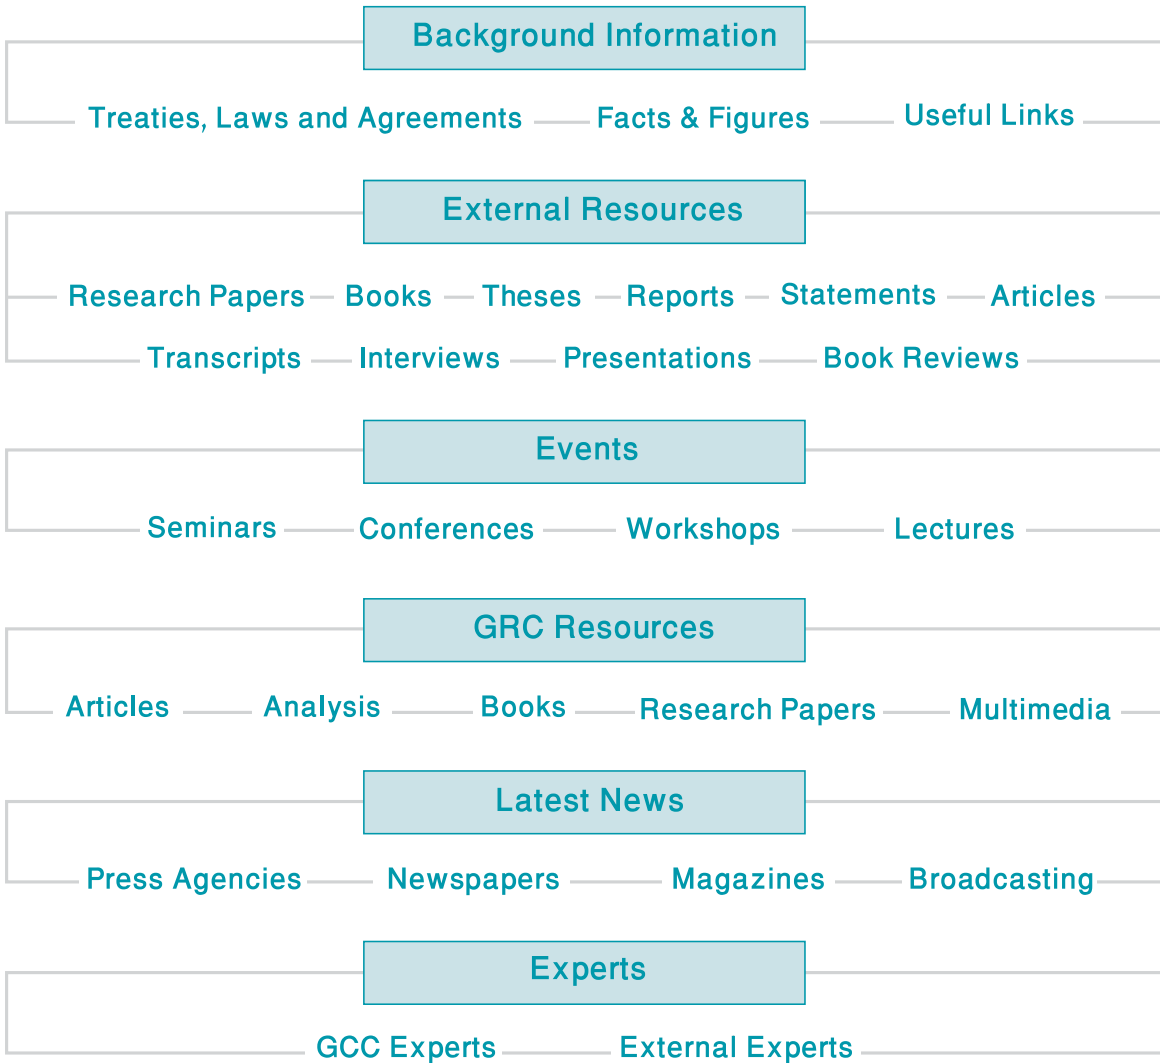 Background Information
Treaties, Laws and Agreements Facts & Figures Useful Links
External Resources
Research Papers Books Theses Reports Statements Articles
Transcripts Interviews Presentations Book Reviews
Events
Seminars Conferences Workshops Lectures
GRC Resources
Articles Analysis Books Research Papers Multimedia
Latest News
Press Agencies Newspapers Magazines Broadcasting
Experts
GCC Experts External Experts